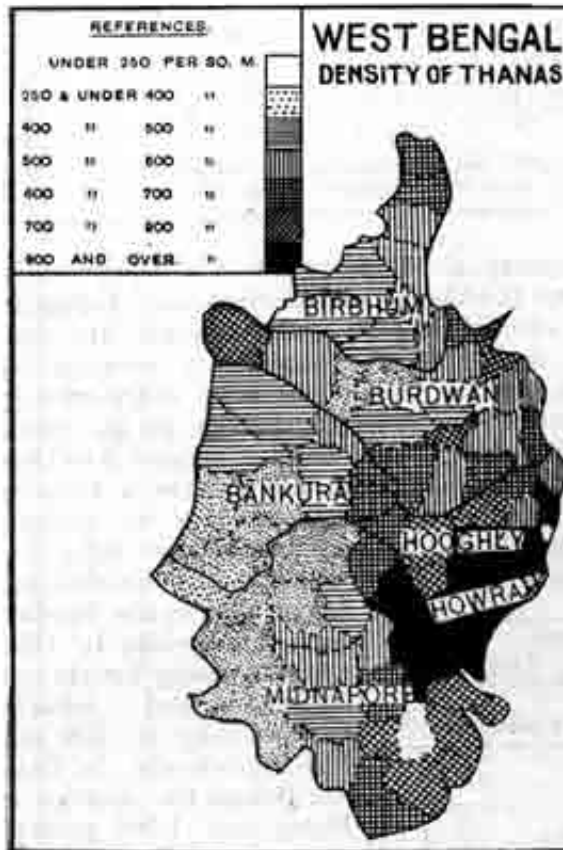 REFERENCES.
UNDER 250 PER SQ. M.
250 & UNDER 400 "
400 " 500 "
500 " 600 "
600 " 700 "
700 " 800 "
800 AND OVER. "
WEST BENGAL
DENSITY OF THANAS
BIRBHUM
BURDWAN
BANKURA
HOOGHLY
HOWRAH
MIDNAPORE